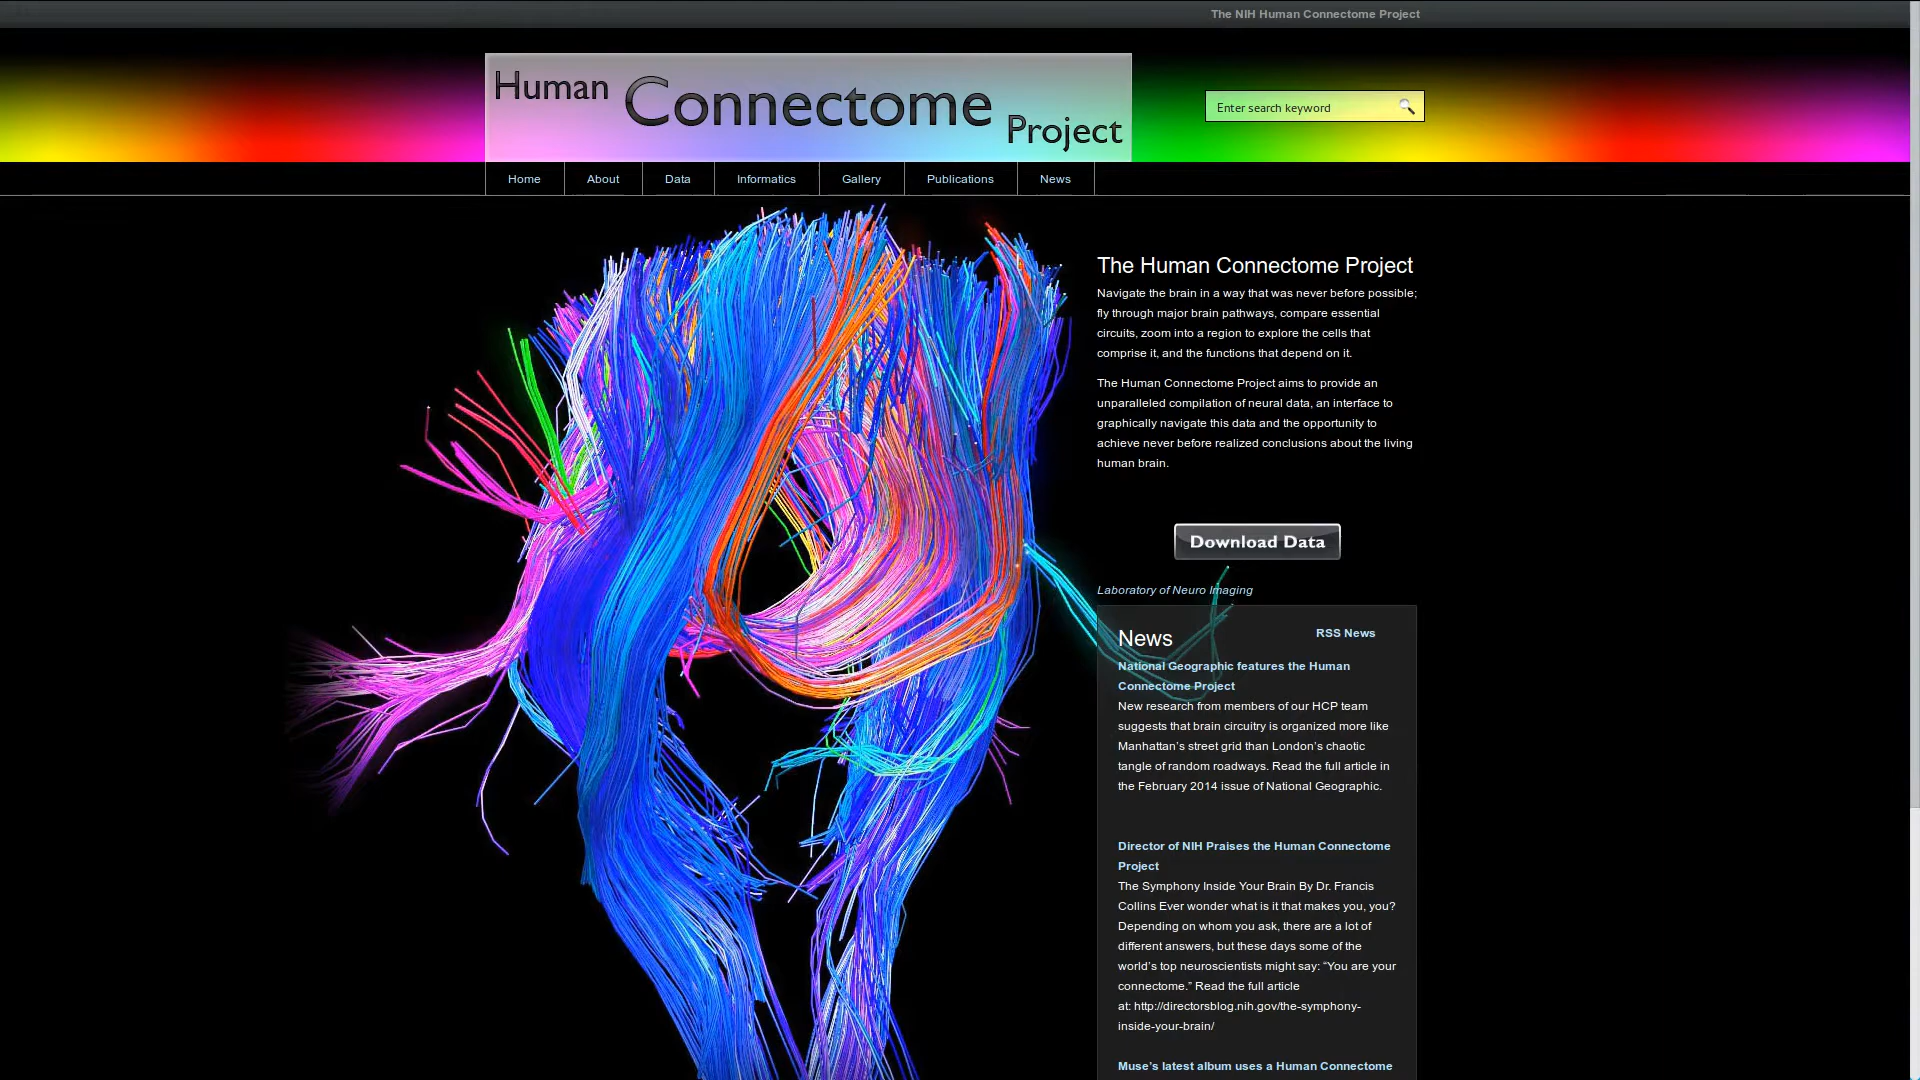 The NIH Human Connectome Project
Human Connectome Project
Enter search keyword
Home About Data Informatics Gallery Publications News
The Human Connectome Project
Navigate the brain in a way that was never before possible;
fly through major brain pathways, compare essential
circuits, zoom into a region to explore the cells that
comprise it, and the functions that depend on it.
The Human Connectome Project aims to provide an
unparalleled compilation of neural data, an interface to
graphically navigate this data and the opportunity to
achieve never before realized conclusions about the living
human brain.
Download Data
Laboratory of Neuro Imaging
News RSS News
National Geographic features the Human
Connectome Project
New research from members of our HCP team
suggests that brain circuitry is organized more like
Manhattan’s street grid than London’s chaotic
tangle of random roadways. Read the full article in
the February 2014 issue of National Geographic.
Director of NIH Praises the Human Connectome
Project
The Symphony Inside Your Brain By Dr. Francis
Collins Ever wonder what is it that makes you, you?
Depending on whom you ask, there are a lot of
different answers, but these days some of the
world’s top neuroscientists might say: “You are your
connectome.” Read the full article
at: http://directorsblog.nih.gov/the-symphony-
inside-your-brain/
Muse’s latest album uses a Human Connectome